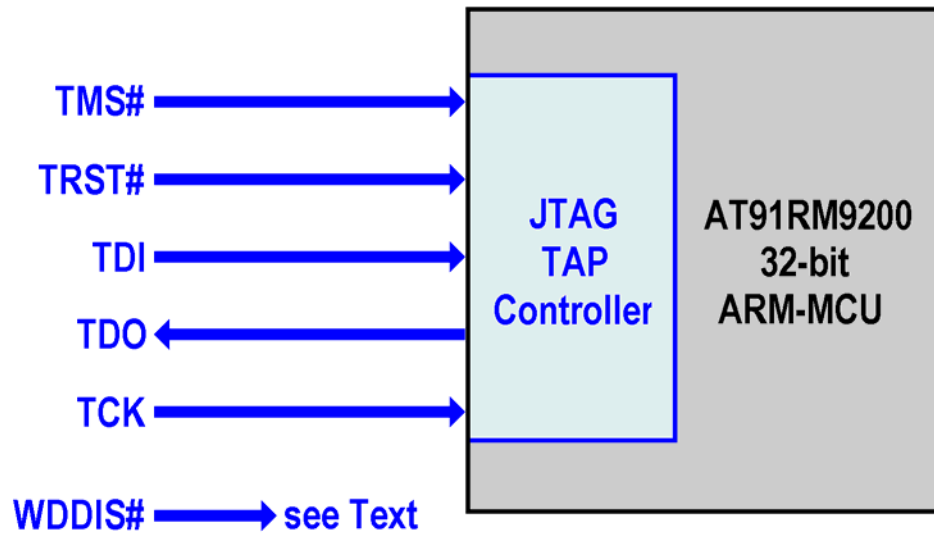 TMS#
TRST#
TDI
TDO
TCK
WDDIS#
see Text
JTAG
TAP
Controller
AT91RM9200
32-bit
ARM-MCU